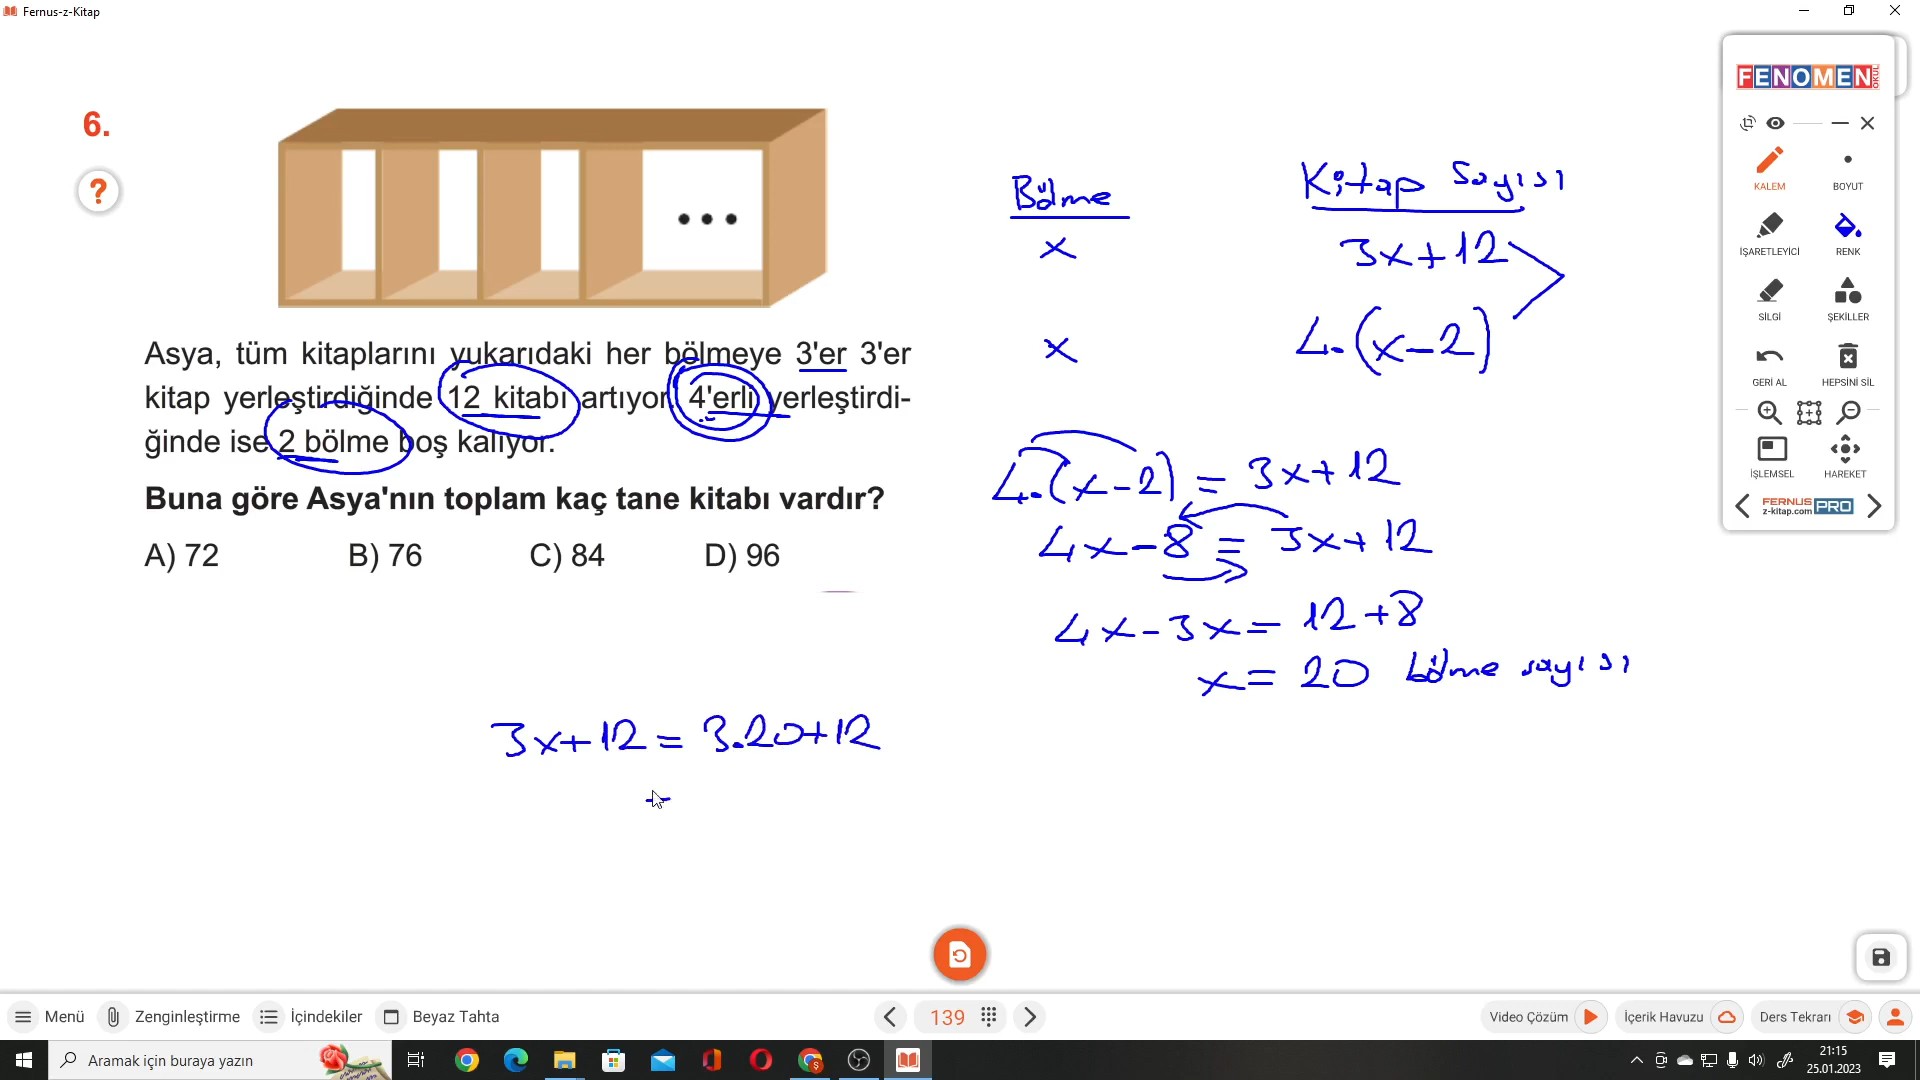 Fernus-z-Kitap
6.
?
Asya, tüm kitaplarını yukarıdaki her bölmeye 3'er 3'er
kitap yerleştirdiğinde 12 kitabı artıyor. 4'erli yerleştirdi-
ğinde ise 2 bölme boş kalıyor.
Buna göre Asya'nın toplam kaç tane kitabı vardır?
A) 72 B) 76 C) 84 D) 96
Bölme Kitap Sayısı
x 3x+12
x 4.(x-2)
4.(x-2) = 3x+12
4x-8 = 3x+12
4x-3x = 12+8
x = 20 bölme sayısı
3x+12 = 3.20+12
FENOMEN OKUL
KALEM BOYUT
İŞARETLEYİCİ RENK
SİLGİ ŞEKİLLER
GERİ AL HEPSİNİ SİL
İŞLEMSEL HAREKET
FERNUS
z-kitap.com PRO
Menü Zenginleştirme İçindekiler Beyaz Tahta 139 Video Çözüm İçerik Havuzu Ders Tekrarı
Aramak için buraya yazın
21:15
25.01.2023